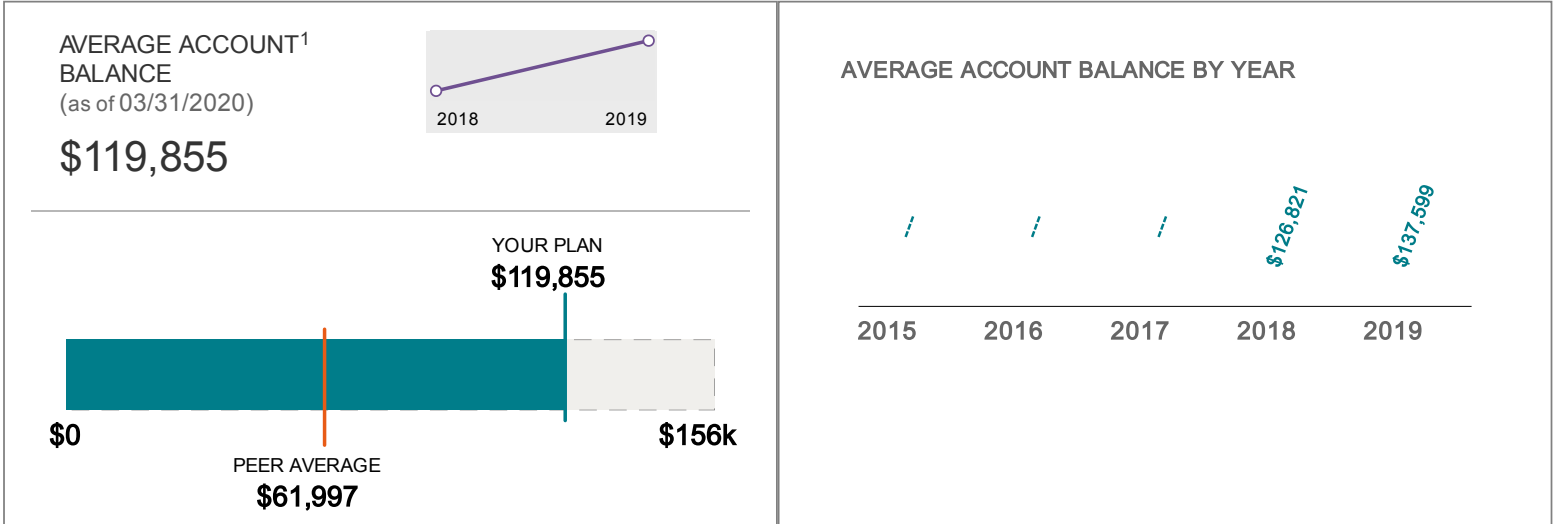 AVERAGE ACCOUNT¹
BALANCE
(as of 03/31/2020)
$119,855
2018 2019
YOUR PLAN
$119,855
$0 $156k
PEER AVERAGE
$61,997
AVERAGE ACCOUNT BALANCE BY YEAR
--- --- --- $126,821 $137,599
2015 2016 2017 2018 2019